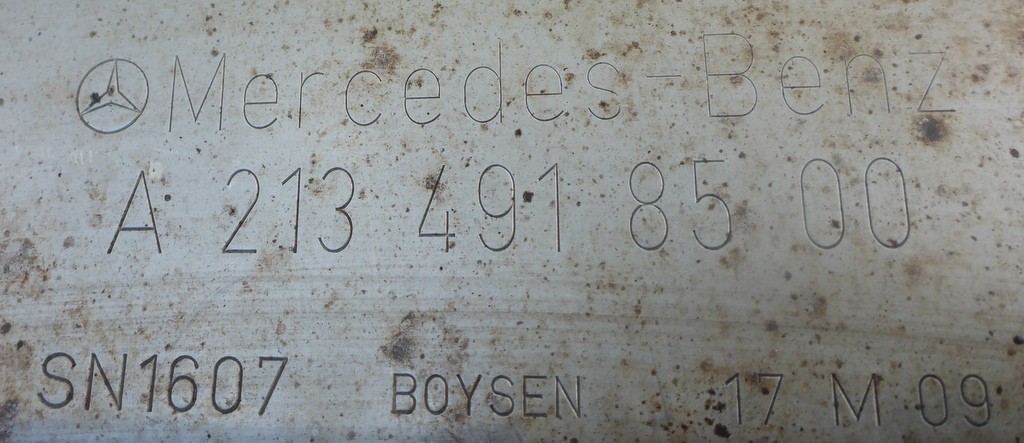 Mercedes-Benz
A 213 491 85 00
SN1607 BOYSEN 17 M 09